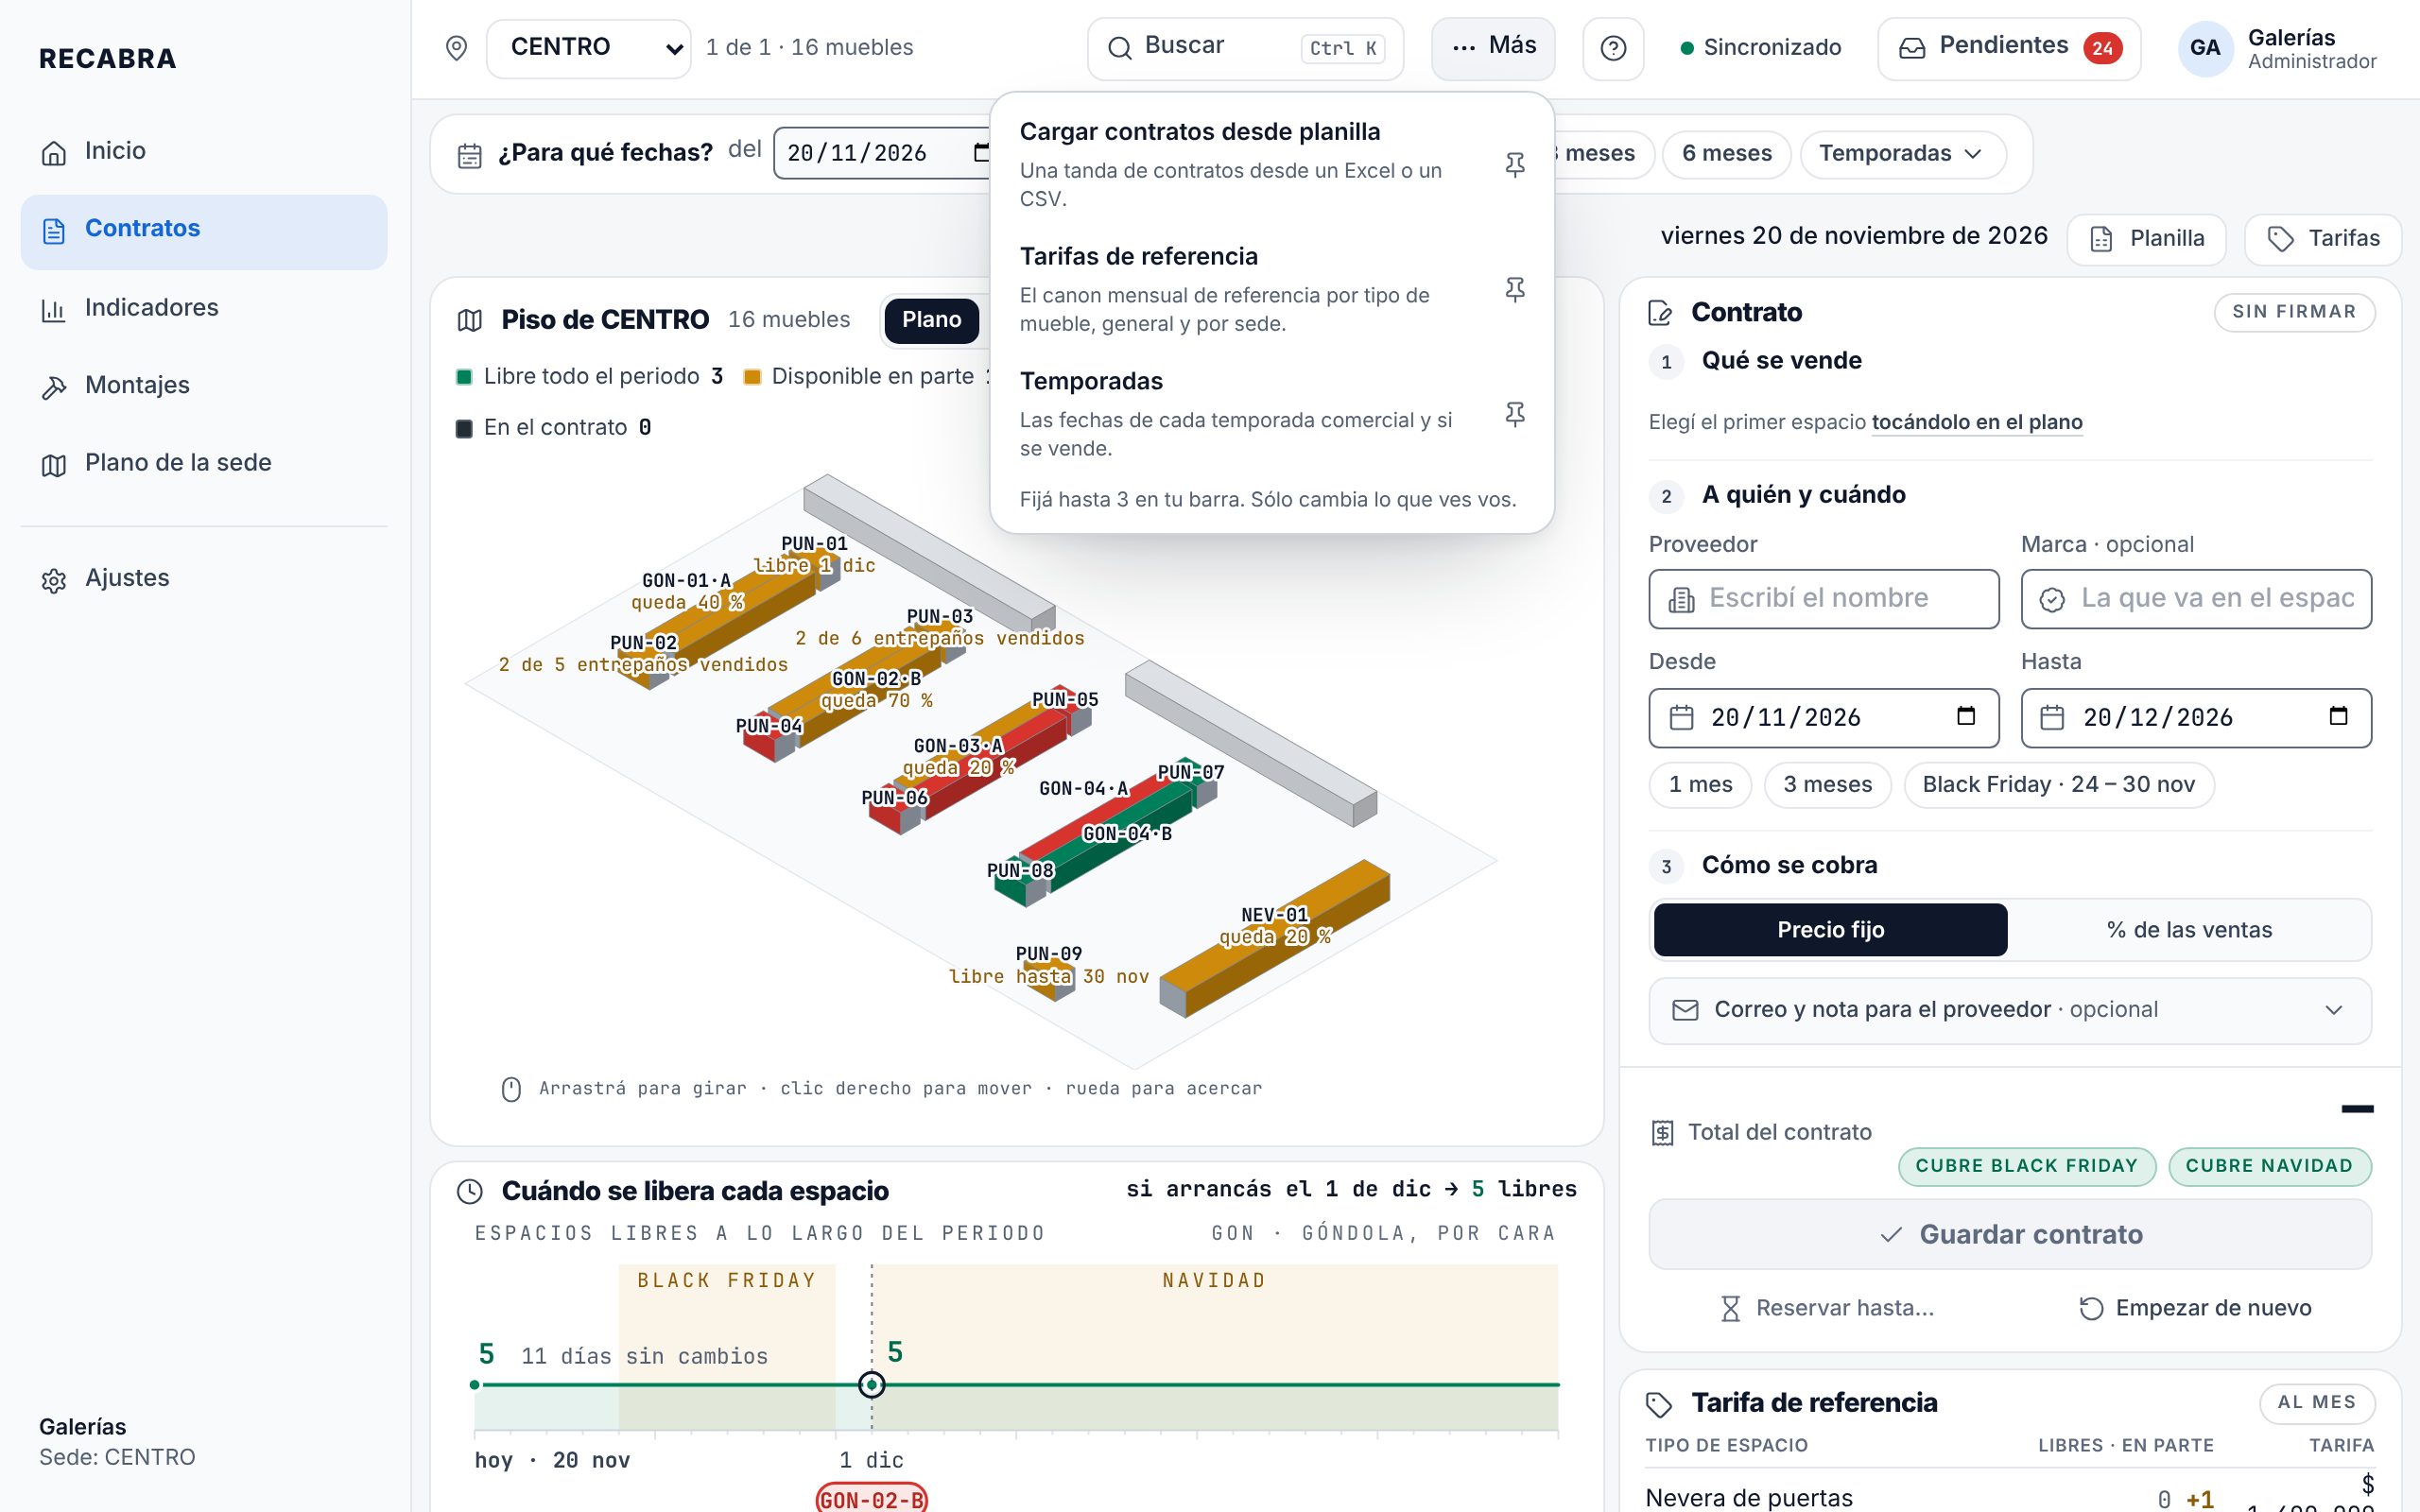 RECABRA
Inicio
Contratos
Indicadores
Montajes
Plano de la sede
Ajustes
Galerías
Sede: CENTRO
CENTRO
1 de 1 · 16 muebles
Buscar
Ctrl K
Más
Sincronizado
Pendientes 24
GA
Galerías
Administrador
¿Para qué fechas? del 20/11/2026
meses
6 meses
Temporadas
Cargar contratos desde planilla
Una tanda de contratos desde un Excel o un
CSV.
Tarifas de referencia
El canon mensual de referencia por tipo de
mueble, general y por sede.
Temporadas
Las fechas de cada temporada comercial y si
se vende.
Fijá hasta 3 en tu barra. Sólo cambia lo que ves vos.
viernes 20 de noviembre de 2026
Planilla
Tarifas
Piso de CENTRO
16 muebles
Plano
Libre todo el periodo 3
Disponible en parte
En el contrato 0
PUN-01
libre 1 dic
GON-01·A
queda 40 %
PUN-02
2 de 5 entrepaños vendidos
PUN-03
2 de 6 entrepaños vendidos
GON-02·B
queda 70 %
PUN-04
PUN-05
GON-03·A
queda 20 %
PUN-06
PUN-07
GON-04·A
GON-04·B
PUN-08
NEV-01
queda 20 %
PUN-09
libre hasta 30 nov
Arrastrá para girar · clic derecho para mover · rueda para acercar
Cuándo se libera cada espacio
si arrancás el 1 de dic → 5 libres
ESPACIOS LIBRES A LO LARGO DEL PERIODO
GON · GÓNDOLA, POR CARA
BLACK FRIDAY
NAVIDAD
5 11 días sin cambios
5
hoy · 20 nov
1 dic
GON-02-B
Contrato
SIN FIRMAR
1 Qué se vende
Elegí el primer espacio tocándolo en el plano
2 A quién y cuándo
Proveedor
Marca · opcional
Escribí el nombre
La que va en el espac
Desde
Hasta
20/11/2026
20/12/2026
1 mes
3 meses
Black Friday · 24 – 30 nov
3 Cómo se cobra
Precio fijo
% de las ventas
Correo y nota para el proveedor · opcional
Total del contrato
—
CUBRE BLACK FRIDAY
CUBRE NAVIDAD
Guardar contrato
Reservar hasta...
Empezar de nuevo
Tarifa de referencia
AL MES
TIPO DE ESPACIO
LIBRES · EN PARTE
TARIFA
Nevera de puertas
0 +1
$